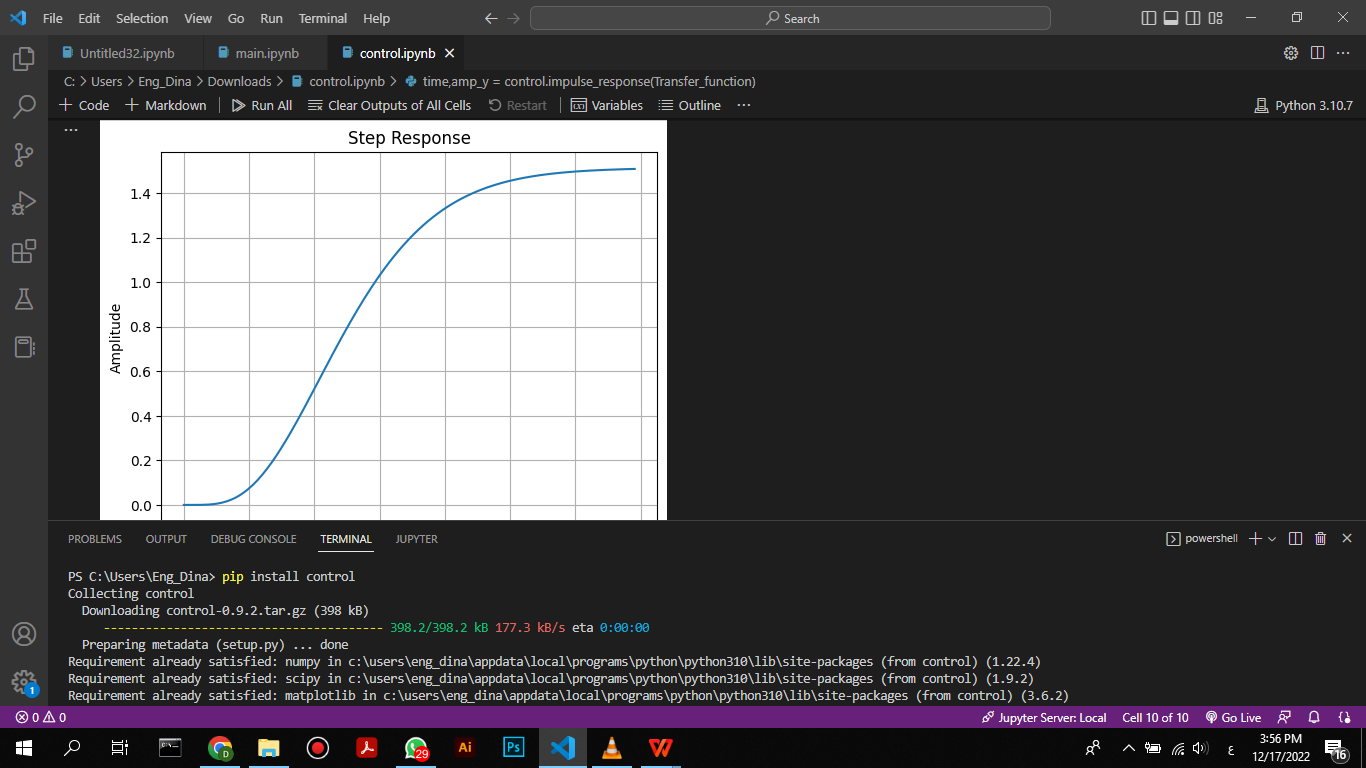 File Edit Selection View Go Run Terminal Help
Search
Untitled32.ipynb
main.ipynb
control.ipynb
C: > Users > Eng_Dina > Downloads > control.ipynb > time,amp_y = control.impulse_response(Transfer_function)
+ Code + Markdown Run All Clear Outputs of All Cells Restart Variables Outline ...
Python 3.10.7
...
Step Response
1.4
1.2
1.0
0.8
0.6
0.4
0.2
0.0
Amplitude
PROBLEMS OUTPUT DEBUG CONSOLE TERMINAL JUPYTER
powershell
PS C:\Users\Eng_Dina> pip install control
Collecting control
Downloading control-0.9.2.tar.gz (398 kB)
---------------------------------------- 398.2/398.2 kB 177.3 kB/s eta 0:00:00
Preparing metadata (setup.py) ... done
Requirement already satisfied: numpy in c:\users\eng_dina\appdata\local\programs\python\python310\lib\site-packages (from control) (1.22.4)
Requirement already satisfied: scipy in c:\users\eng_dina\appdata\local\programs\python\python310\lib\site-packages (from control) (1.9.2)
Requirement already satisfied: matplotlib in c:\users\eng_dina\appdata\local\programs\python\python310\lib\site-packages (from control) (3.6.2)
1
0 0
Jupyter Server: Local Cell 10 of 10 Go Live
D
29
Ai
Ps
ع
3:56 PM
12/17/2022
16